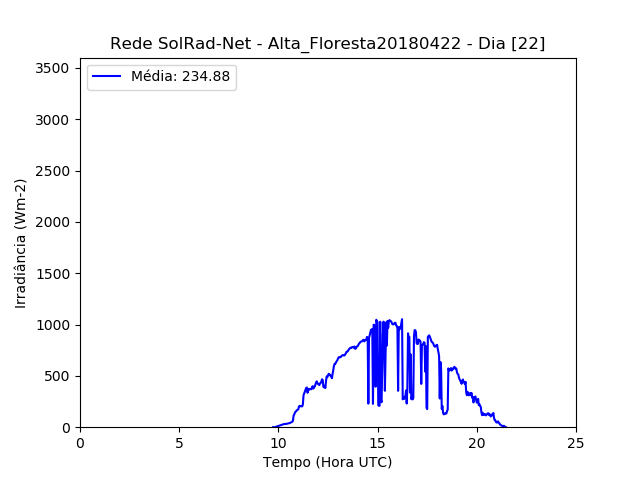 Rede SolRad-Net - Alta_Floresta20180422 - Dia [22]
Média: 234.88
Irradiância (Wm-2)
3500
3000
2500
2000
1500
1000
500
0
0 5 10 15 20 25
Tempo (Hora UTC)